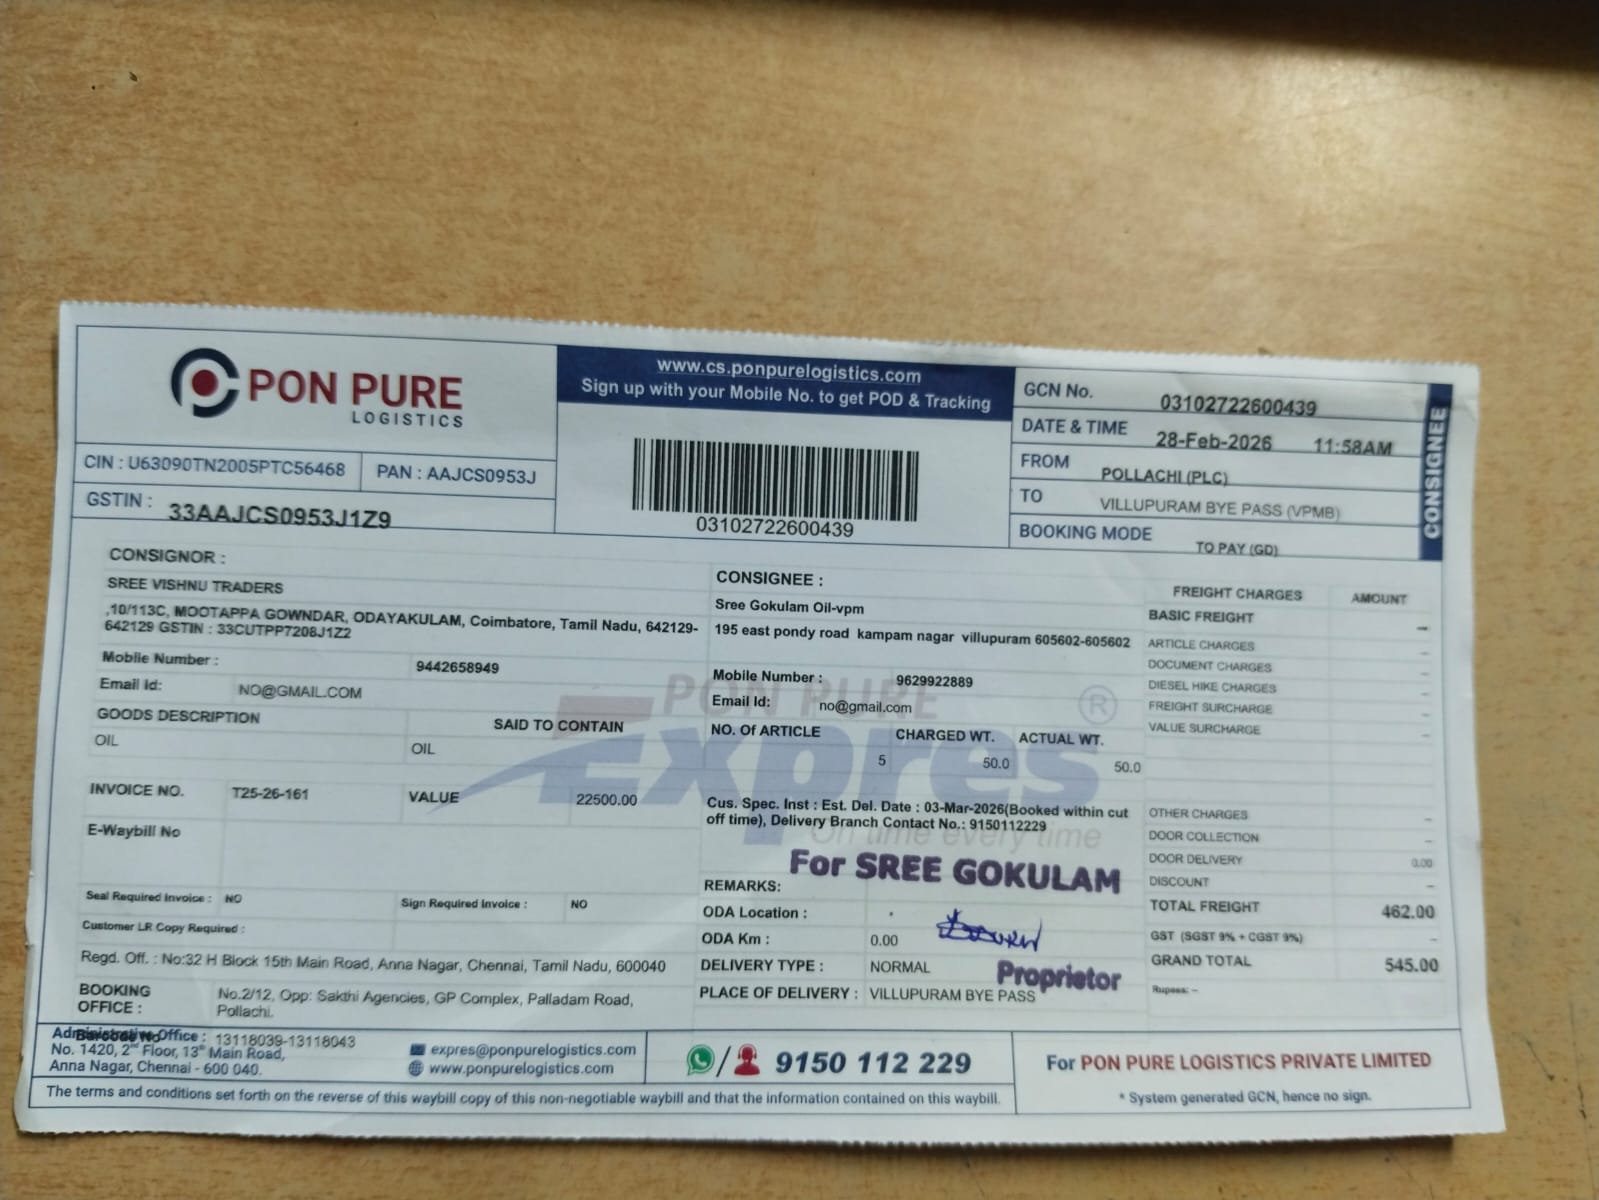 PON PURE
LOGISTICS
CIN : U63090TN2005PTC56468
PAN : AAJCS0953J
GSTIN : 33AAJCS0953J1Z9
www.cs.ponpurelogistics.com
Sign up with your Mobile No. to get POD & Tracking
03102722600439
GCN No. 03102722600439
DATE & TIME 28-Feb-2026 11:58AM
FROM POLLACHI (PLC)
TO VILLUPURAM BYE PASS (VPMB)
BOOKING MODE TO PAY (GD)
CONSIGNEE
CONSIGNOR :
SREE VISHNU TRADERS
,10/113C, MOOTAPPA GOWNDAR, ODAYAKULAM, Coimbatore, Tamil Nadu, 642129-
642129 GSTIN : 33CUTPP7208J1Z2
Mobile Number : 9442658949
Email Id: NO@GMAIL.COM
GOODS DESCRIPTION SAID TO CONTAIN
OIL OIL
INVOICE NO. T25-26-161 VALUE 22500.00
E-Waybill No
Seal Required Invoice : NO Sign Required Invoice : NO
Customer LR Copy Required :
Regd. Off. : No:32 H Block 15th Main Road, Anna Nagar, Chennai, Tamil Nadu, 600040
BOOKING OFFICE : No.2/12, Opp: Sakthi Agencies, GP Complex, Palladam Road,
Pollachi.
CONSIGNEE :
Sree Gokulam Oil-vpm
195 east pondy road kampam nagar villupuram 605602-605602
Mobile Number : 9629922889
Email Id: no@gmail.com
PON PURE
Expres ®
On time every time
NO. Of ARTICLE CHARGED WT. ACTUAL WT.
5 50.0 50.0
Cus. Spec. Inst : Est. Del. Date : 03-Mar-2026(Booked within cut
off time), Delivery Branch Contact No.: 9150112229
For SREE GOKULAM
REMARKS:
ODA Location :
ODA Km : 0.00
DELIVERY TYPE : NORMAL
Proprietor
PLACE OF DELIVERY : VILLUPURAM BYE PASS
FREIGHT CHARGES AMOUNT
BASIC FREIGHT –
ARTICLE CHARGES –
DOCUMENT CHARGES –
DIESEL HIKE CHARGES –
FREIGHT SURCHARGE –
VALUE SURCHARGE –
OTHER CHARGES –
DOOR COLLECTION –
DOOR DELIVERY 0.00
DISCOUNT –
TOTAL FREIGHT 462.00
GST (SGST 9% + CGST 9%) –
GRAND TOTAL 545.00
Rupees: –
Administrative Office :
Barcode No 13118039-13118043
No. 1420, 2nd Floor, 13th Main Road,
Anna Nagar, Chennai - 600 040.
expres@ponpurelogistics.com
www.ponpurelogistics.com
/ 9150 112 229
For PON PURE LOGISTICS PRIVATE LIMITED
* System generated GCN, hence no sign.
The terms and conditions set forth on the reverse of this waybill copy of this non-negotiable waybill and that the information contained on this waybill.